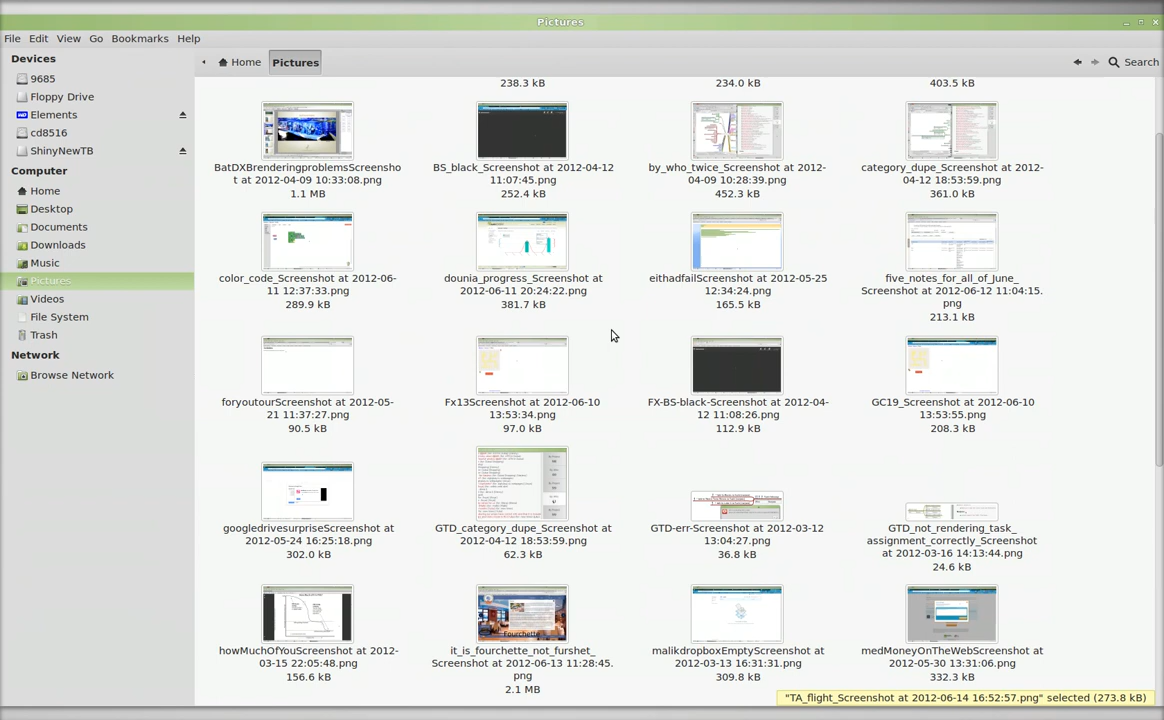 Pictures
File Edit View Go Bookmarks Help
Devices
9685
Floppy Drive
Elements
cd8516
ShinyNewTB
Computer
Home
Desktop
Documents
Downloads
Music
Pictures
Videos
File System
Trash
Network
Browse Network
Home Pictures Search
238.3 kB
234.0 kB
403.5 kB
BatDXBrenderingproblemsScreensho
t at 2012-04-09 10:33:08.png
1.1 MB
BS_black_Screenshot at 2012-04-12
11:07:45.png
252.4 kB
by_who_twice_Screenshot at 2012-
04-09 10:28:39.png
452.3 kB
category_dupe_Screenshot at 2012-
04-12 18:53:59.png
361.0 kB
color_code_Screenshot at 2012-06-
11 12:37:33.png
289.9 kB
dounia_progress_Screenshot at
2012-06-11 20:24:22.png
381.7 kB
eithadfailScreenshot at 2012-05-25
12:34:24.png
165.5 kB
five_notes_for_all_of_June_
Screenshot at 2012-06-12 11:04:15.
png
213.1 kB
foryoutourScreenshot at 2012-05-
21 11:37:27.png
90.5 kB
Fx13Screenshot at 2012-06-10
13:53:34.png
97.0 kB
FX-BS-black-Screenshot at 2012-04-
12 11:08:26.png
112.9 kB
GC19_Screenshot at 2012-06-10
13:53:55.png
208.3 kB
googledrivesurpriseScreenshot at
2012-05-24 16:25:18.png
302.0 kB
GTD_category_dupe_Screenshot at
2012-04-12 18:53:59.png
62.3 kB
GTD-err-Screenshot at 2012-03-12
13:04:27.png
36.8 kB
GTD_not_rendering_task_
assignment_correctly_Screenshot
at 2012-03-16 14:13:44.png
24.6 kB
howMuchOfYouScreenshot at 2012-
03-15 22:05:48.png
156.6 kB
Fourchette
it_is_fourchette_not_furshet_
Screenshot at 2012-06-13 11:28:45.
png
2.1 MB
malikdropboxEmptyScreenshot at
2012-03-13 16:31:31.png
309.8 kB
medMoneyOnTheWebScreenshot at
2012-05-30 13:31:06.png
332.3 kB
"TA_flight_Screenshot at 2012-06-14 16:52:57.png" selected (273.8 kB)